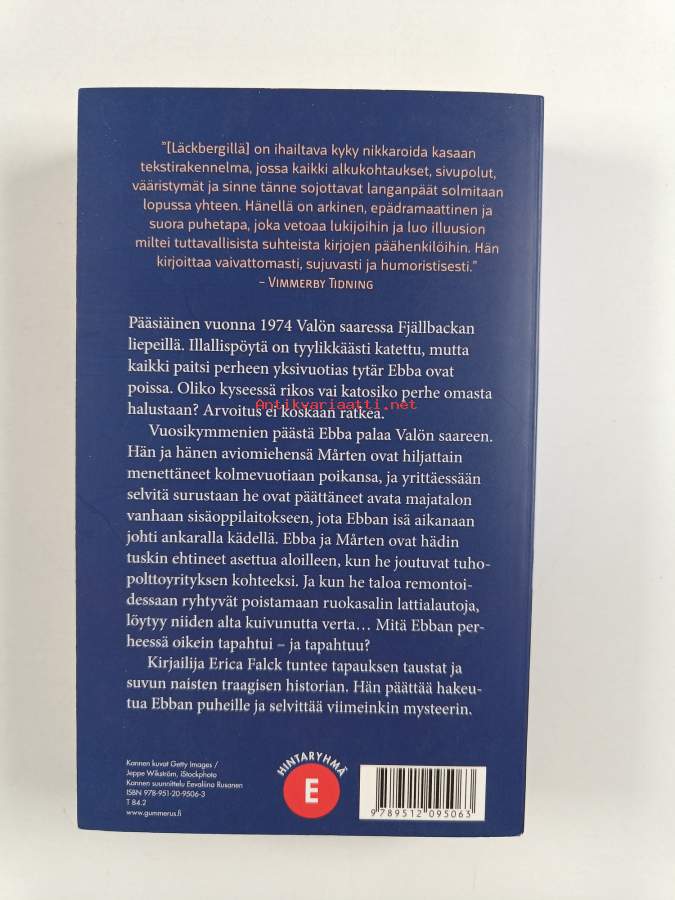 ”[Läckbergillä] on ihailtava kyky nikkaroida kasaan
tekstirakennelma, jossa kaikki alkukohtaukset, sivupolut,
vääristymät ja sinne tänne sojottavat langanpäät solmitaan
lopussa yhteen. Hänellä on arkinen, epädramaattinen ja
suora puhetapa, joka vetoaa lukijoihin ja luo illuusion
miltei tuttavallisista suhteista kirjojen päähenkilöihin. Hän
kirjoittaa vaivattomasti, sujuvasti ja humoristisesti.”
– Vimmerby Tidning
Pääsiäinen vuonna 1974 Valön saaressa Fjällbackan
liepeillä. Illallispöytä on tyylikkäästi katettu, mutta
kaikki paitsi perheen yksivuotias tytär Ebba ovat
poissa. Oliko kyseessä rikos vai katosiko perhe omasta
halustaan? Arvoitus ei koskaan ratkea.
Antikvariaatti.net
Vuosikymmenien päästä Ebba palaa Valön saareen.
Hän ja hänen aviomiehensä Mårten ovat hiljattain
menettäneet kolmevuotiaan poikansa, ja yrittäessään
selvitä surustaan he ovat päättäneet avata majatalon
vanhaan sisäoppilaitokseen, jota Ebban isä aikanaan
johti ankaralla kädellä. Ebba ja Mårten ovat hädin
tuskin ehtineet asettua aloilleen, kun he joutuvat tuho-
polttoyrityksen kohteeksi. Ja kun he taloa remontoi-
dessaan ryhtyvät poistamaan ruokasalin lattialautoja,
löytyy niiden alta kuivunutta verta… Mitä Ebban per-
heessä oikein tapahtui – ja tapahtuu?
Kirjailija Erica Falck tuntee tapauksen taustat ja
suvun naisten traagisen historian. Hän päättää hakeu-
tua Ebban puheille ja selvittää viimeinkin mysteerin.
Kannen kuvat Getty Images /
Jeppe Wikström, iStockphoto
Kannen suunnittelu Eevaliina Rusanen
ISBN 978-951-20-9506-3
T 84.2
www.gummerus.fi
HINTARYHMÄ
E
9 789512 095063